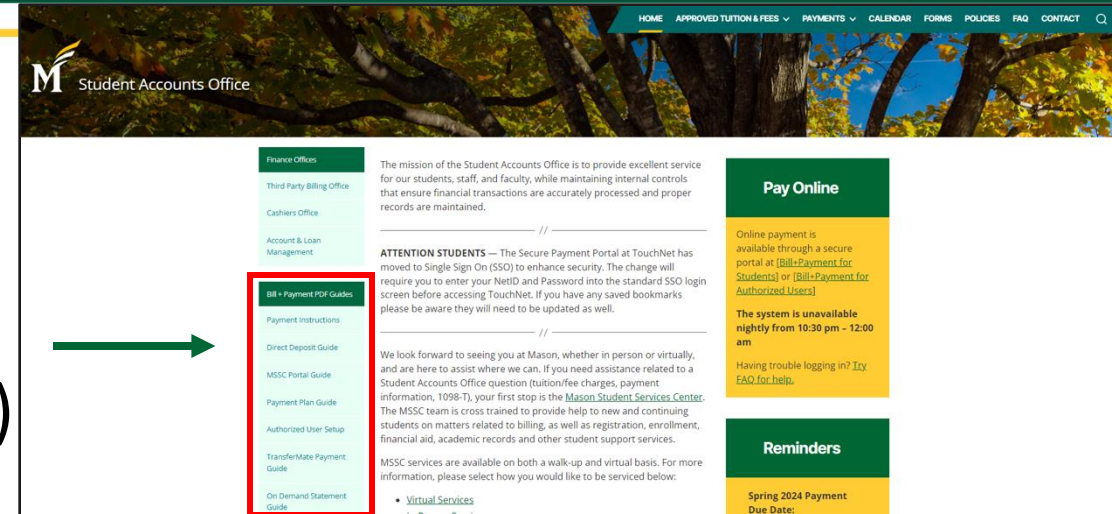 HOME APPROVED TUITION & FEES PAYMENTS CALENDAR FORMS POLICIES FAQ CONTACT
M Student Accounts Office
Finance Offices
Third Party Billing Office
Cashiers Office
Account & Loan
Management
Bill + Payment PDF Guides
Payment Instructions
Direct Deposit Guide
MSSC Portal Guide
Payment Plan Guide
Authorized User Setup
TransferMate Payment
Guide
On Demand Statement
Guide
)
The mission of the Student Accounts Office is to provide excellent service
for our students, staff, and faculty, while maintaining internal controls
that ensure financial transactions are accurately processed and proper
records are maintained.
//
ATTENTION STUDENTS — The Secure Payment Portal at TouchNet has
moved to Single Sign On (SSO) to enhance security. The change will
require you to enter your NetID and Password into the standard SSO login
screen before accessing TouchNet. If you have any saved bookmarks
please be aware they will need to be updated as well.
//
We look forward to seeing you at Mason, whether in person or virtually,
and are here to assist where we can. If you need assistance related to a
Student Accounts Office question (tuition/fee charges, payment
information, 1098-T), your first stop is the Mason Student Services Center.
The MSSC team is cross trained to provide help to new and continuing
students on matters related to billing, as well as registration, enrollment,
financial aid, academic records and other student support services.
MSSC services are available on both a walk-up and virtual basis. For more
information, please select how you would like to be serviced below:
• Virtual Services
Pay Online
Online payment is
available through a secure
portal at [Bill+Payment for
Students] or [Bill+Payment for
Authorized Users]
The system is unavailable
nightly from 10:30 pm – 12:00
am
Having trouble logging in? Try
FAQ for help.
Reminders
Spring 2024 Payment
Due Date: